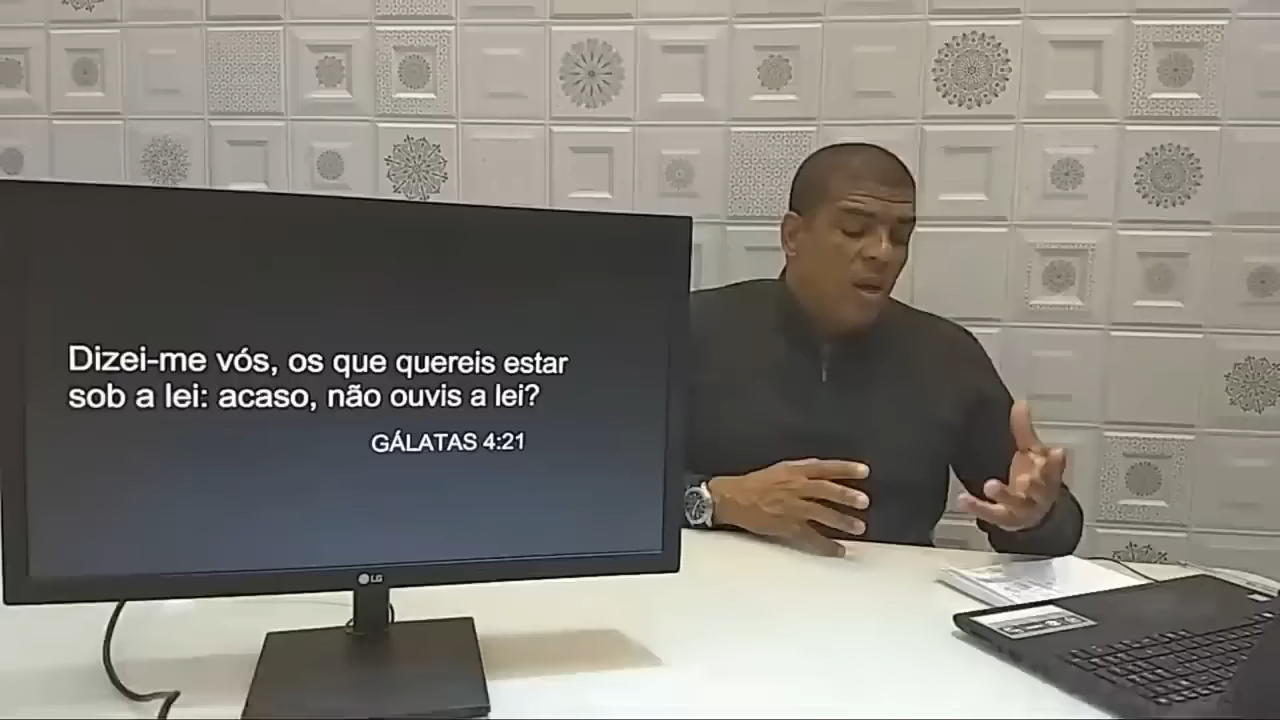 Dizei-me vós, os que quereis estar
sob a lei: acaso, não ouvis a lei?
GÁLATAS 4:21
LG